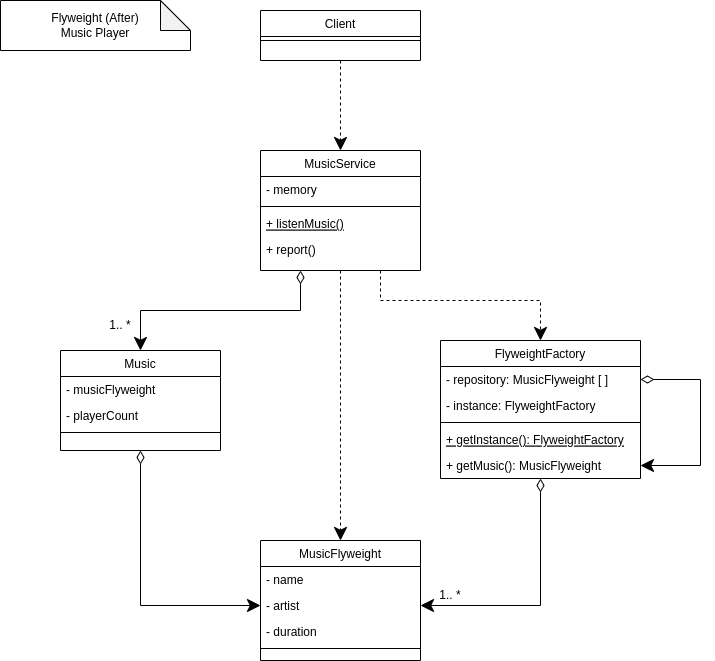 Flyweight (After)
Music Player
Client
MusicService
- memory
+ listenMusic()
+ report()
1.. *
Music
- musicFlyweight
- playerCount
FlyweightFactory
- repository: MusicFlyweight [ ]
- instance: FlyweightFactory
+ getInstance(): FlyweightFactory
+ getMusic(): MusicFlyweight
MusicFlyweight
- name
- artist
- duration
1.. *